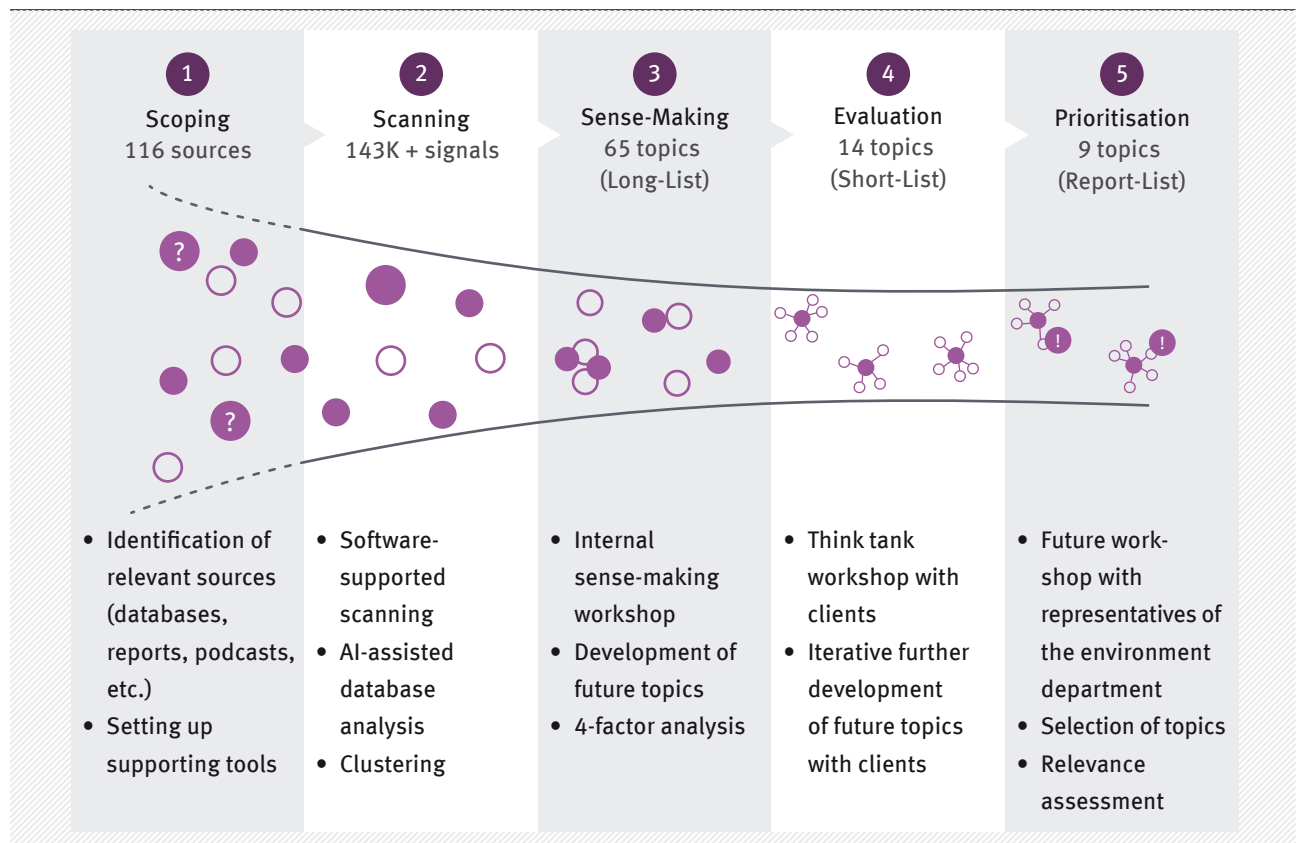 1
Scoping
116 sources
2
Scanning
143K + signals
3
Sense-Making
65 topics
(Long-List)
4
Evaluation
14 topics
(Short-List)
5
Prioritisation
9 topics
(Report-List)
?
?
!
!
• Identification of
relevant sources
(databases,
reports, podcasts,
etc.)
• Setting up
supporting tools
• Software-
supported
scanning
• AI-assisted
database
analysis
• Clustering
• Internal
sense-making
workshop
• Development of
future topics
• 4-factor analysis
• Think tank
workshop with
clients
• Iterative further
development
of future topics
with clients
• Future work-
shop with
representatives of
the environment
department
• Selection of topics
• Relevance
assessment